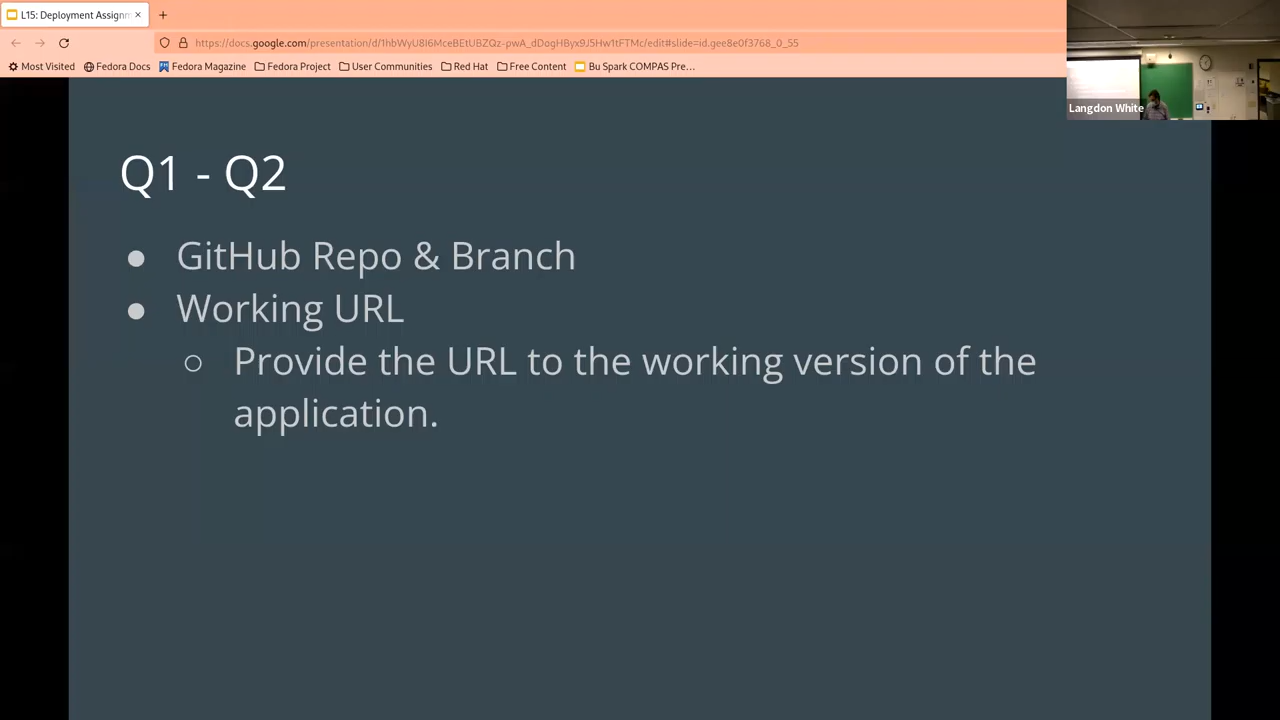 L15: Deployment Assignm
https://docs.google.com/presentation/d/1hbWyU8I6MceBEtUBZQz-pwA_dDogHByx9J5Hw1tFTMc/edit#slide=id.gee8e0f3768_0_55
Most Visited Fedora Docs Fedora Magazine Fedora Project User Communities Red Hat Free Content Bu Spark COMPAS Pre...
Langdon White
Q1 - Q2
● GitHub Repo & Branch
● Working URL
○ Provide the URL to the working version of the
application.